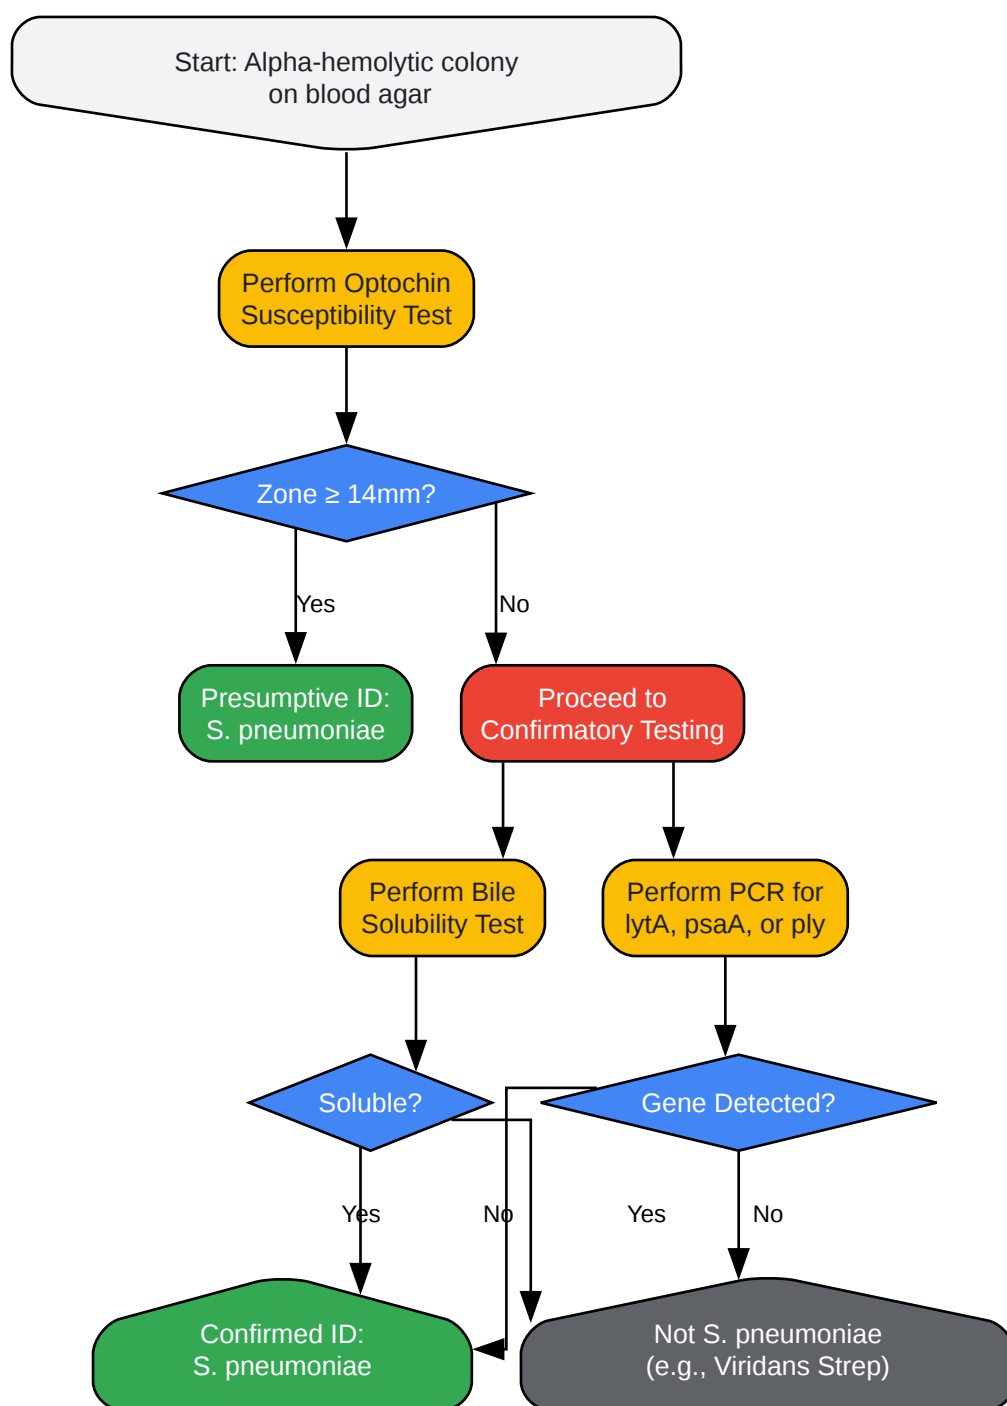 Start: Alpha-hemolytic colony
on blood agar
Perform Optochin
Susceptibility Test
Zone ≥ 14mm?
Yes
No
Presumptive ID:
S. pneumoniae
Proceed to
Confirmatory Testing
Perform Bile
Solubility Test
Perform PCR for
lytA, psaA, or ply
Soluble?
Gene Detected?
Yes
No
Yes
No
Confirmed ID:
S. pneumoniae
Not S. pneumoniae
(e.g., Viridans Strep)